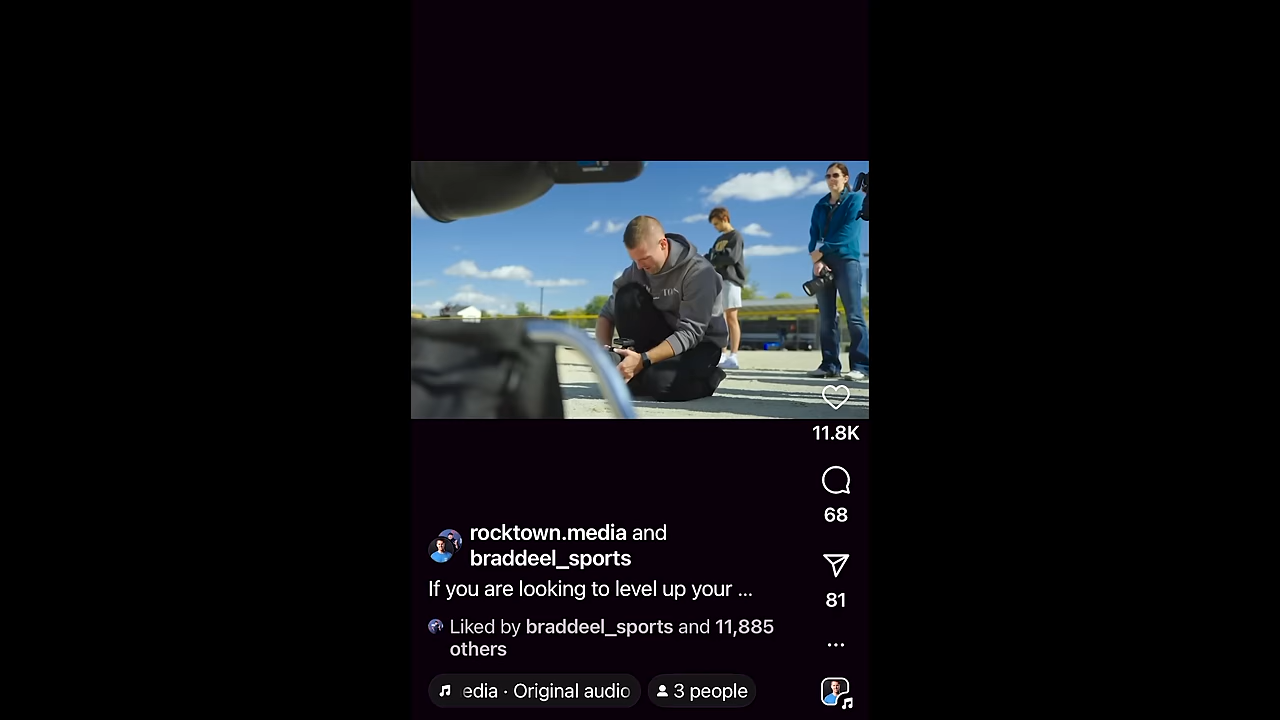 11.8K
68
81
rocktown.media and
braddeel_sports
If you are looking to level up your ...
Liked by braddeel_sports and 11,885
others
edia · Original audio
3 people